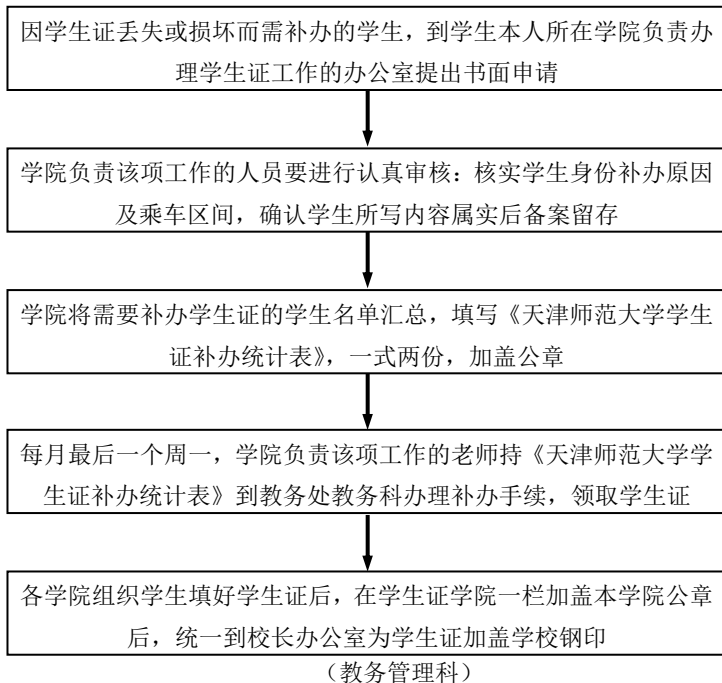 因学生证丢失或损坏而需补办的学生，到学生本人所在学院负责办
理学生证工作的办公室提出书面申请
学院负责该项工作的人员要进行认真审核：核实学生身份补办原因
及乘车区间，确认学生所写内容属实后备案留存
学院将需要补办学生证的学生名单汇总，填写《天津师范大学学生
证补办统计表》，一式两份，加盖公章
每月最后一个周一，学院负责该项工作的老师持《天津师范大学学
生证补办统计表》到教务处教务科办理补办手续，领取学生证
各学院组织学生填好学生证后，在学生证学院一栏加盖本学院公章
后，统一到校长办公室为学生证加盖学校钢印
（教务管理科）